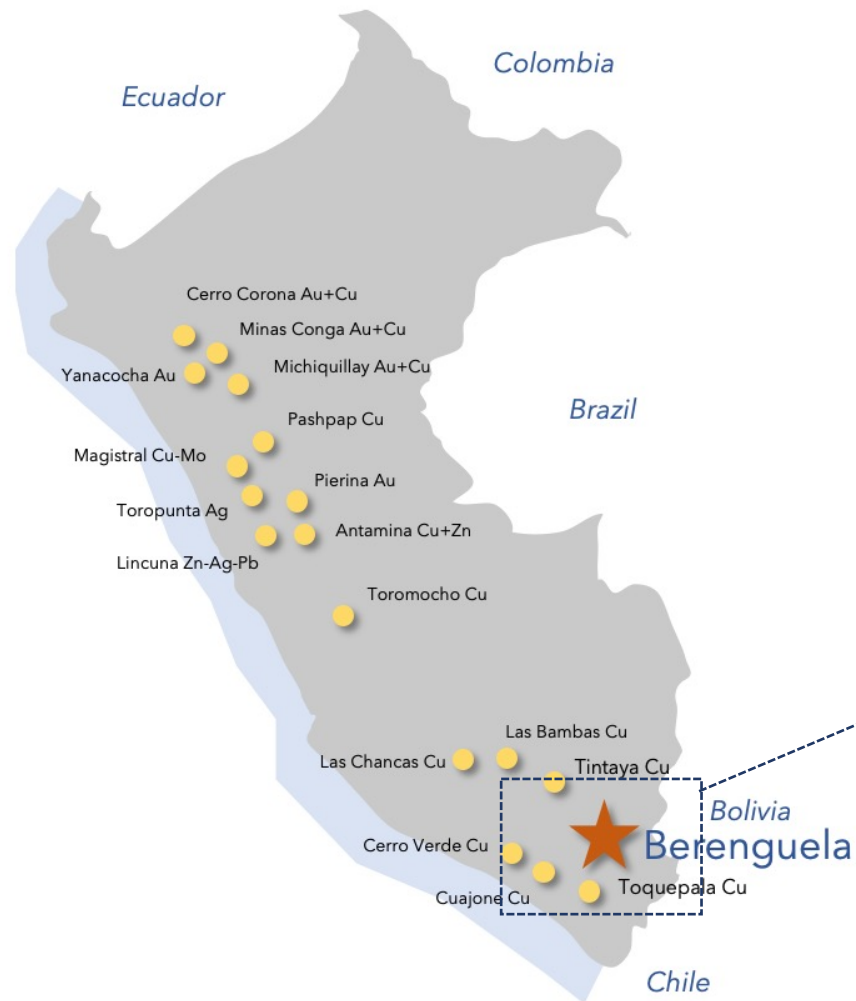 Colombia
Ecuador
Cerro Corona Au+Cu
Minas Conga Au+Cu
Michiquillay Au+Cu
Yanacocha Au
Brazil
Pashpap Cu
Magistral Cu-Mo
Pierina Au
Toropunta Ag
Antamina Cu+Zn
Lincuna Zn-Ag-Pb
Toromocho Cu
Las Bambas Cu
Las Chancas Cu
Tintaya Cu
Bolivia
Berenguela
Cerro Verde Cu
Toquepala Cu
Cuajone Cu
Chile